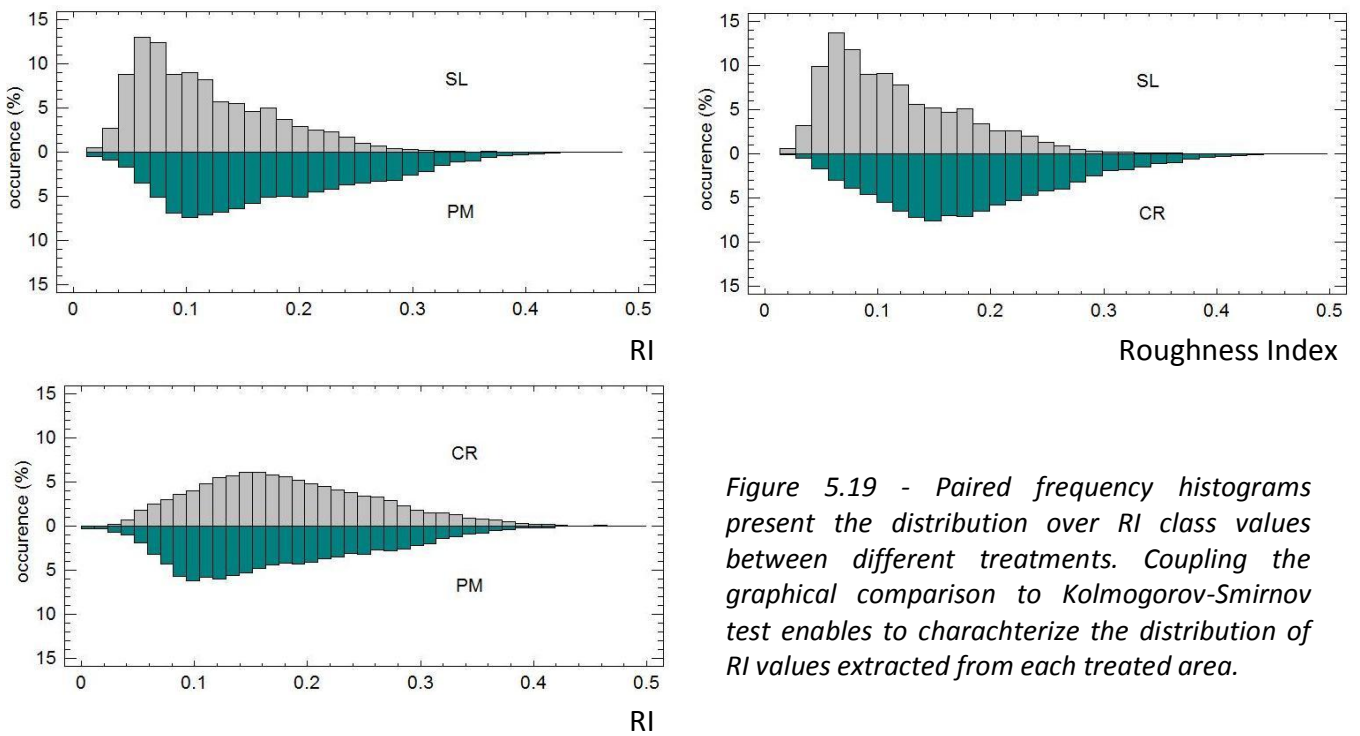 15
10
5
0
5
10
15
occurence (%)
SL
PM
0 0.1 0.2 0.3 0.4 0.5
RI
15
10
5
0
5
10
15
occurence (%)
SL
CR
0 0.1 0.2 0.3 0.4 0.5
Roughness Index
15
10
5
0
5
10
15
occurence (%)
CR
PM
0 0.1 0.2 0.3 0.4 0.5
RI
Figure 5.19 - Paired frequency histograms
present the distribution over RI class values
between different treatments. Coupling the
graphical comparison to Kolmogorov-Smirnov
test enables to charachterize the distribution of
RI values extracted from each treated area.